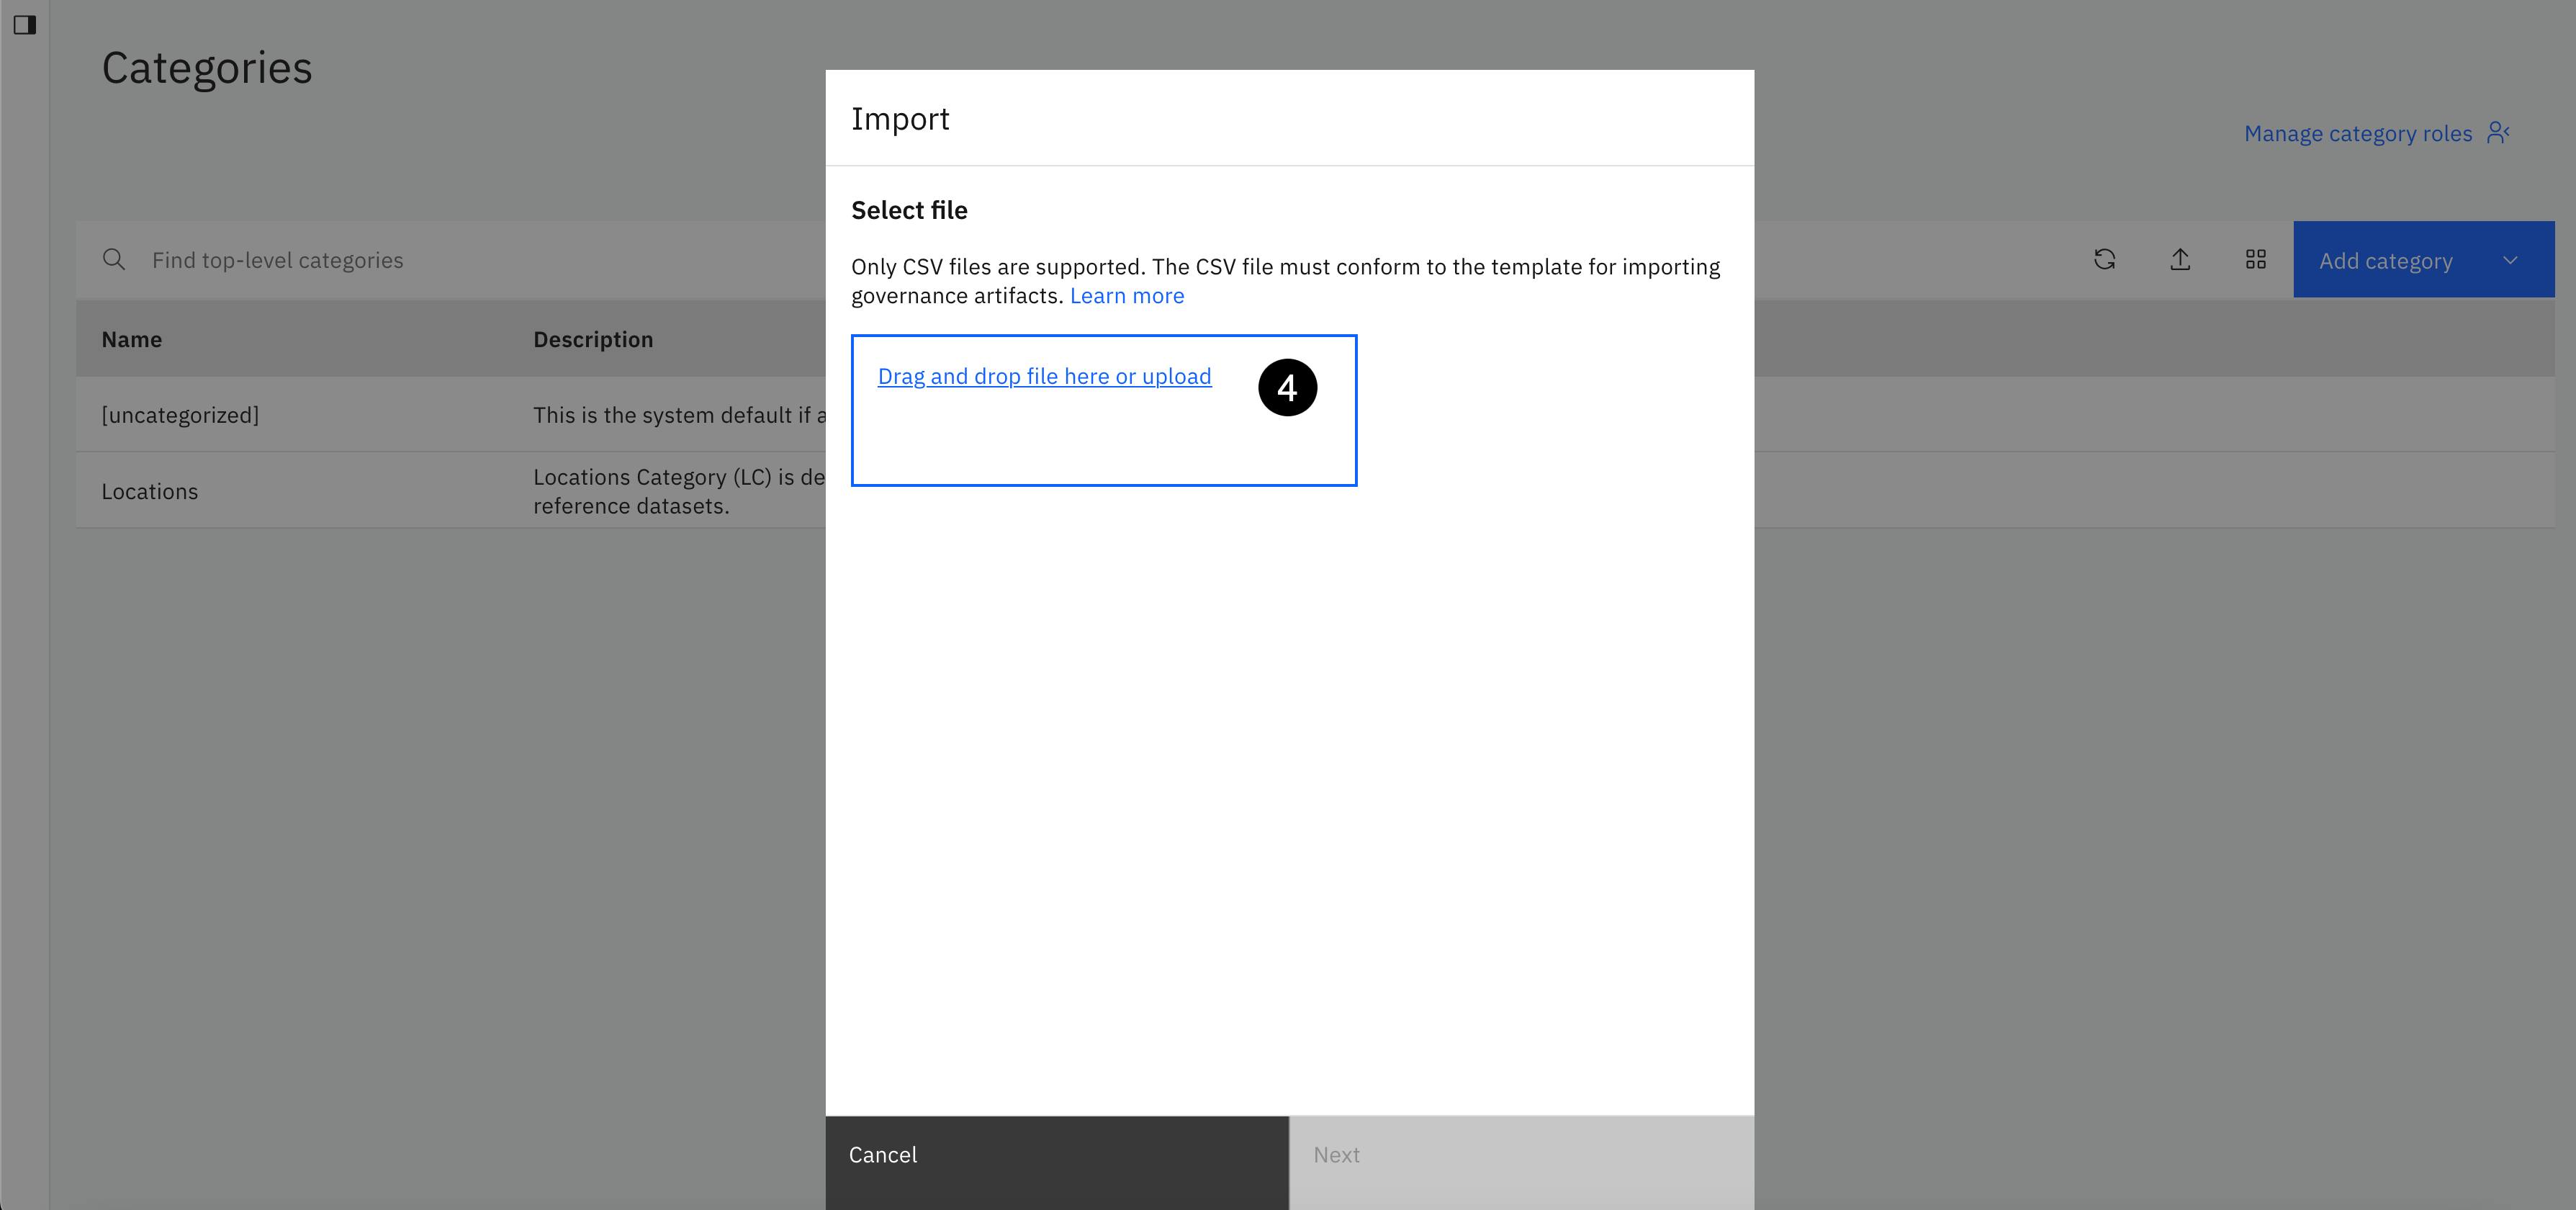 Categories
Manage category roles
Find top-level categories
Add category
Name Description
[uncategorized] This is the system default if a
Locations Locations Category (LC) is de
reference datasets.
Import
Select file
Only CSV files are supported. The CSV file must conform to the template for importing
governance artifacts. Learn more
Drag and drop file here or upload
4
Cancel
Next